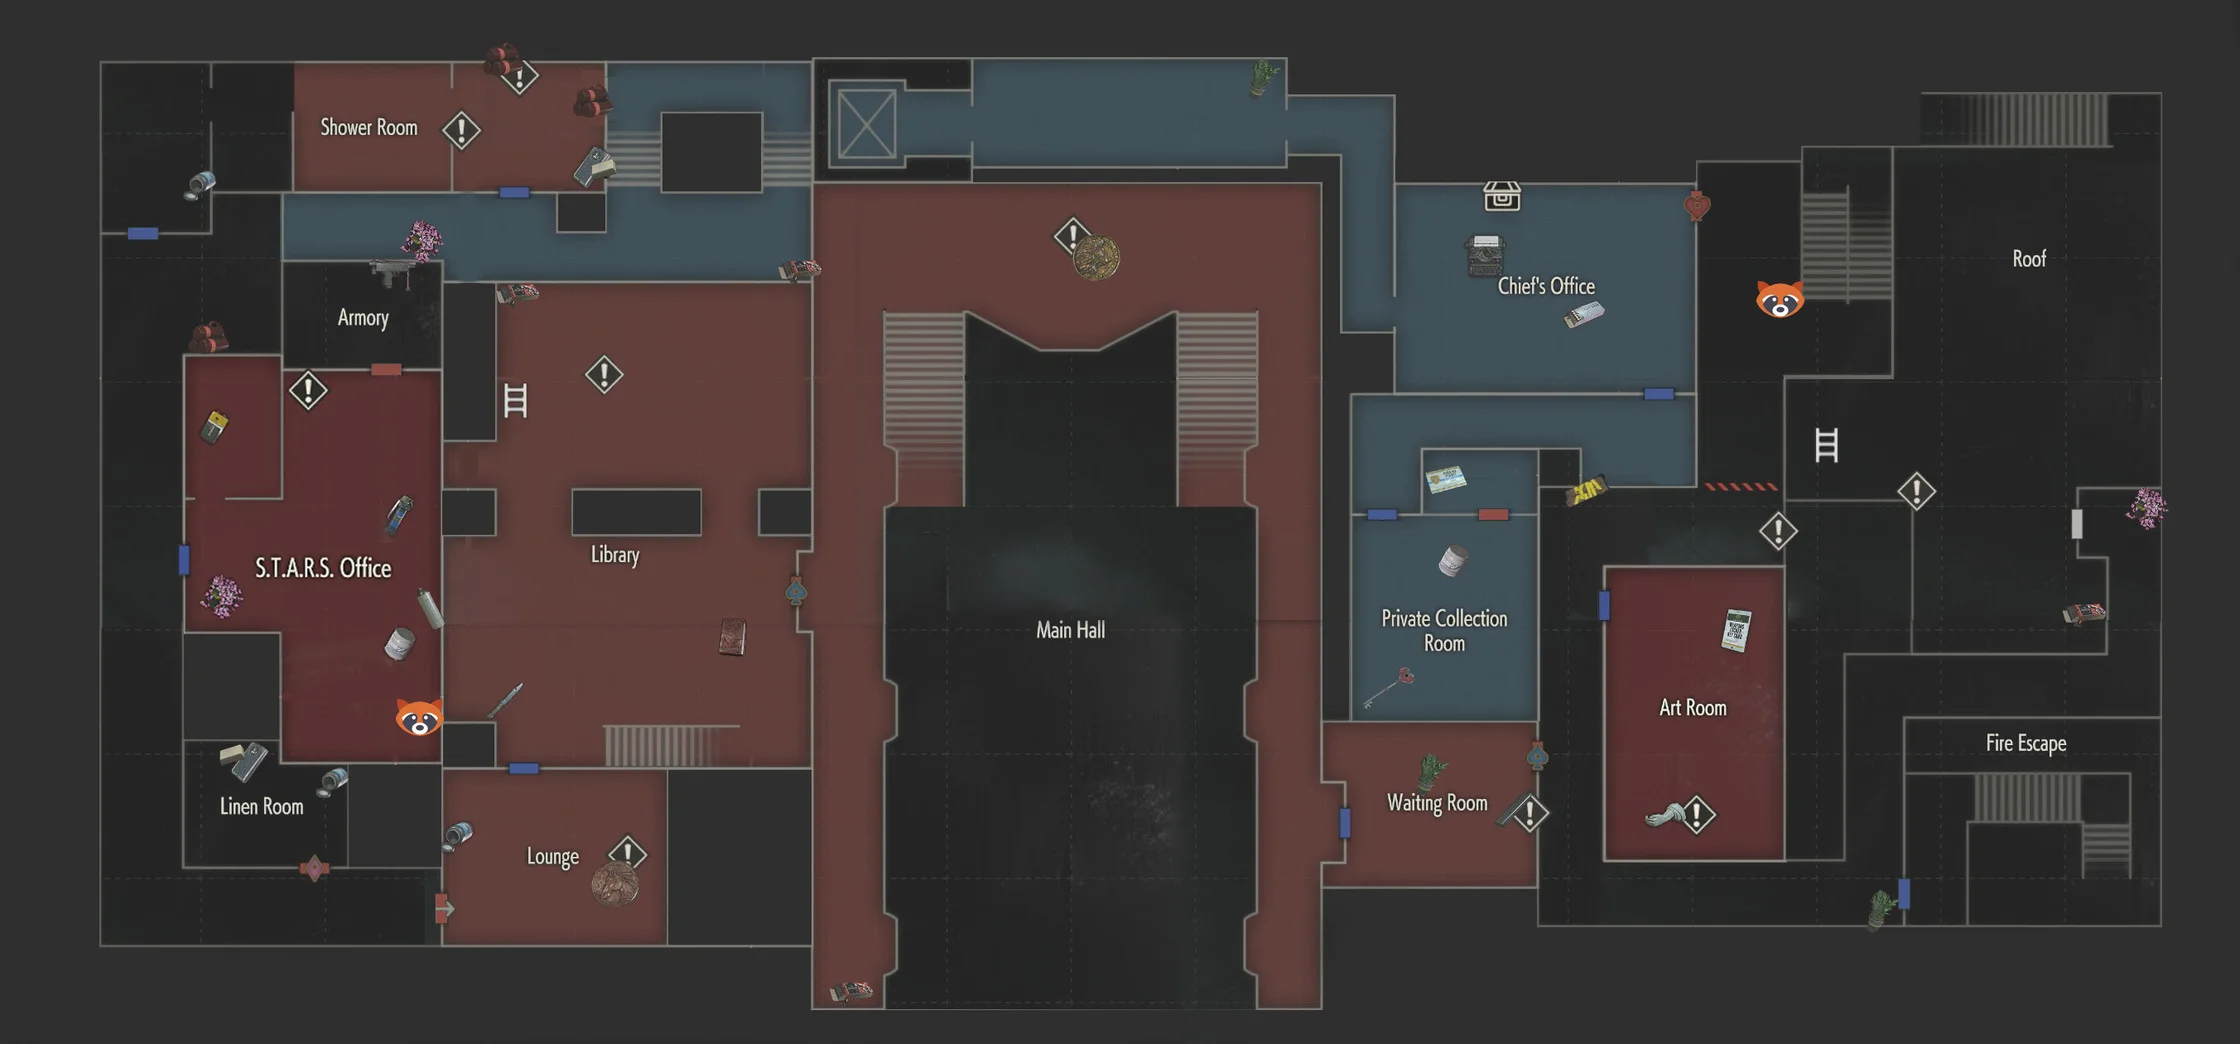 Shower Room
Roof
Chief's Office
Armory
Library
S.T.A.R.S. Office
Main Hall
Private Collection
Room
Art Room
Fire Escape
Waiting Room
Linen Room
Lounge